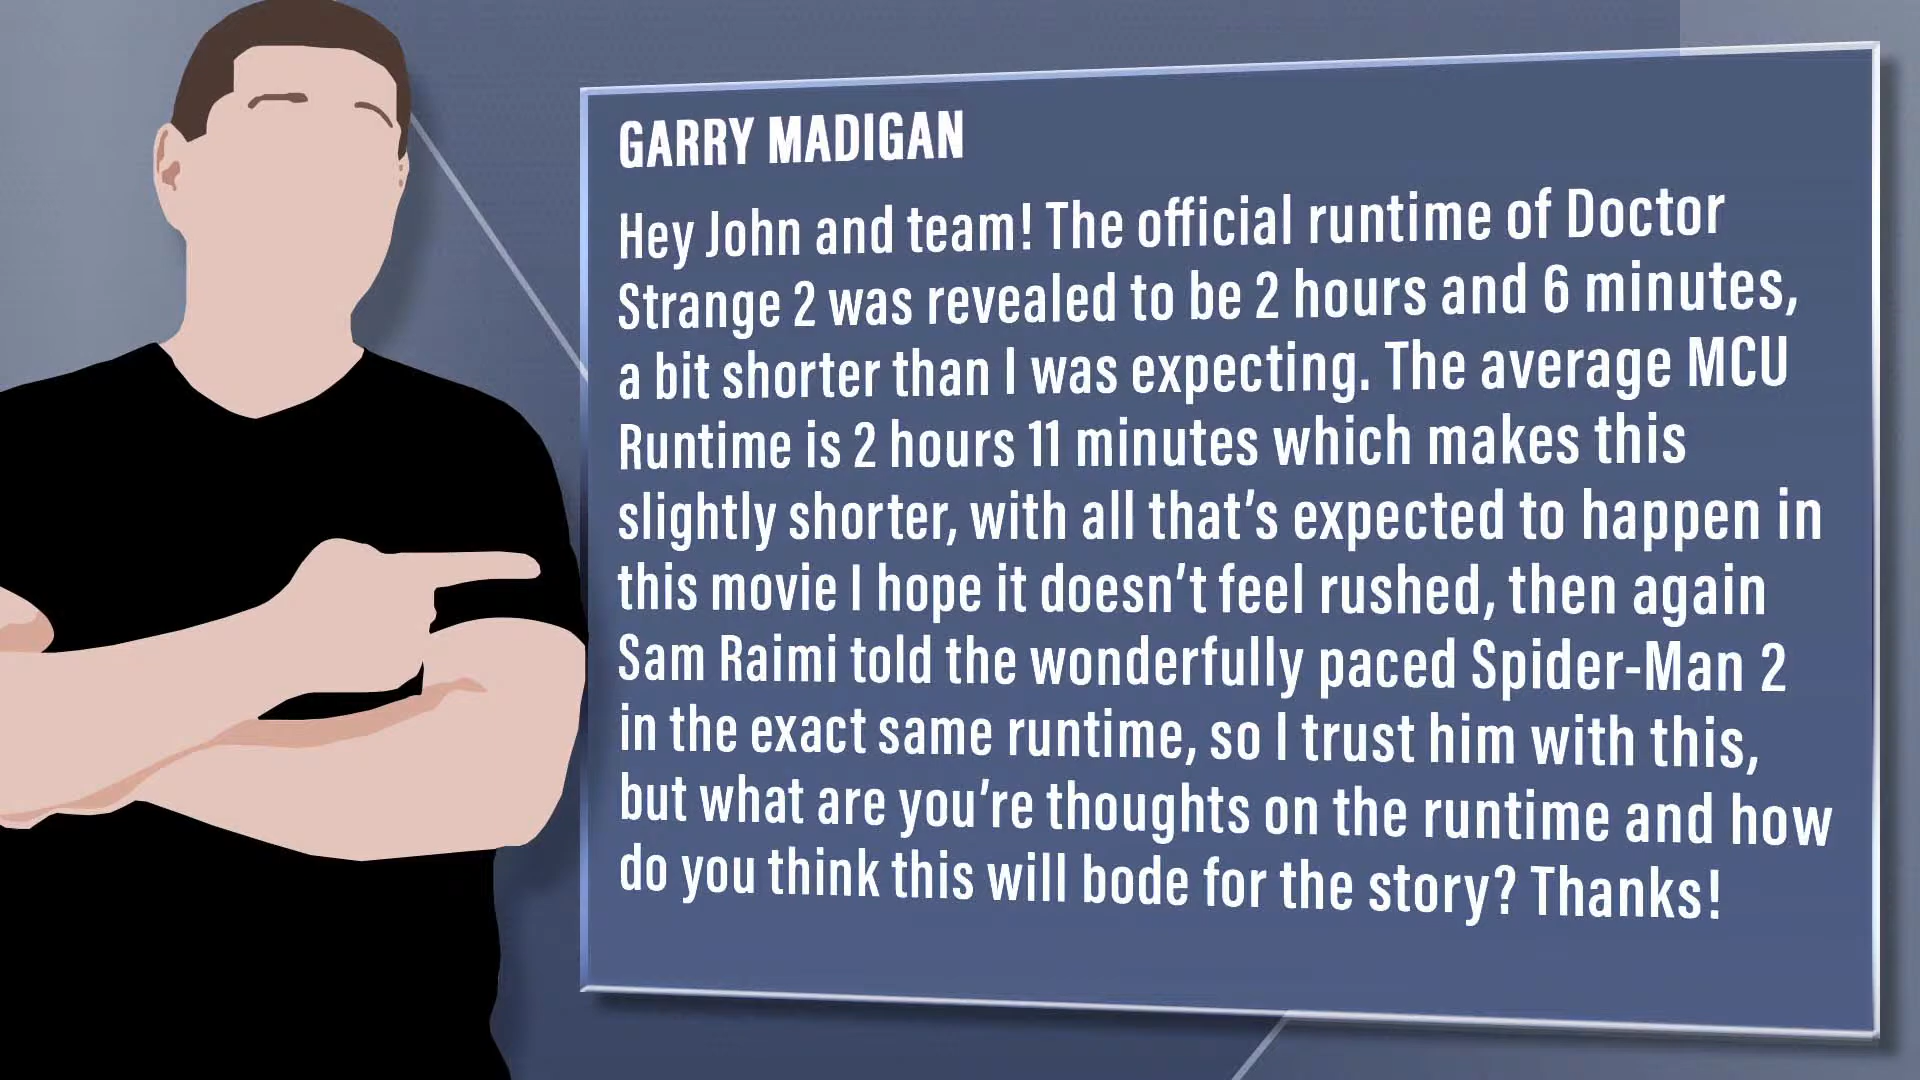 GARRY MADIGAN
Hey John and team! The official runtime of Doctor
Strange 2 was revealed to be 2 hours and 6 minutes,
a bit shorter than I was expecting. The average MCU
Runtime is 2 hours 11 minutes which makes this
slightly shorter, with all that's expected to happen in
this movie I hope it doesn't feel rushed, then again
Sam Raimi told the wonderfully paced Spider-Man 2
in the exact same runtime, so I trust him with this,
but what are you're thoughts on the runtime and how
do you think this will bode for the story? Thanks!